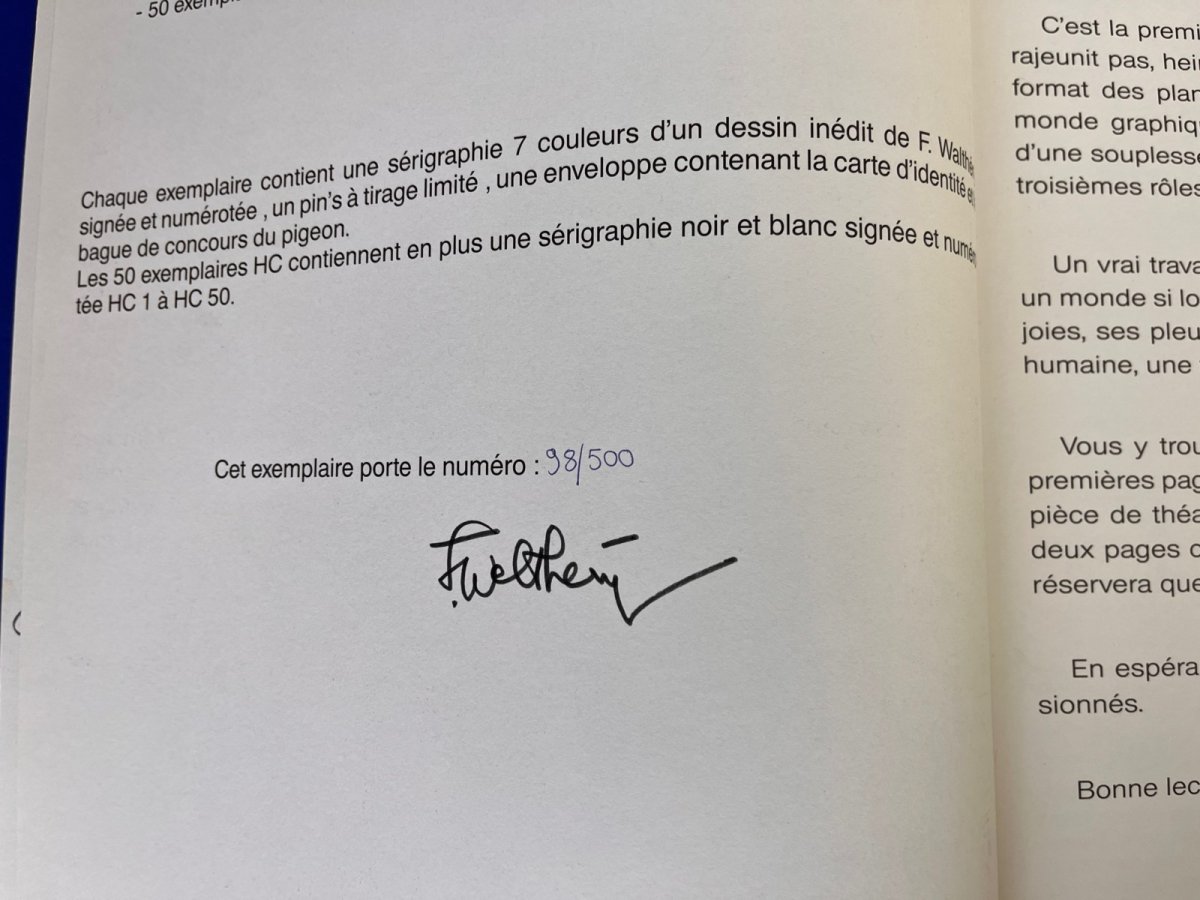 - 50
Chaque exemplaire contient une sérigraphie 7 couleurs d'un dessin inédit de F. Walthé
signée et numérotée , un pin's à tirage limité , une enveloppe contenant la carte d'identité
bague de concours du pigeon.
Les 50 exemplaires HC contiennent en plus une sérigraphie noir et blanc signée et numéro
tée HC 1 à HC 50.
Cet exemplaire porte le numéro : 98/500
F. Walthéry
C'est la premi
rajeunit pas, hein
format des plan
monde graphiqu
d'une souplesse
troisièmes rôles
Un vrai trava
un monde si lo
joies, ses pleu
humaine, une
Vous y trou
premières pag
pièce de théa
deux pages
réservera que
En espéra
sionnés.
Bonne lec